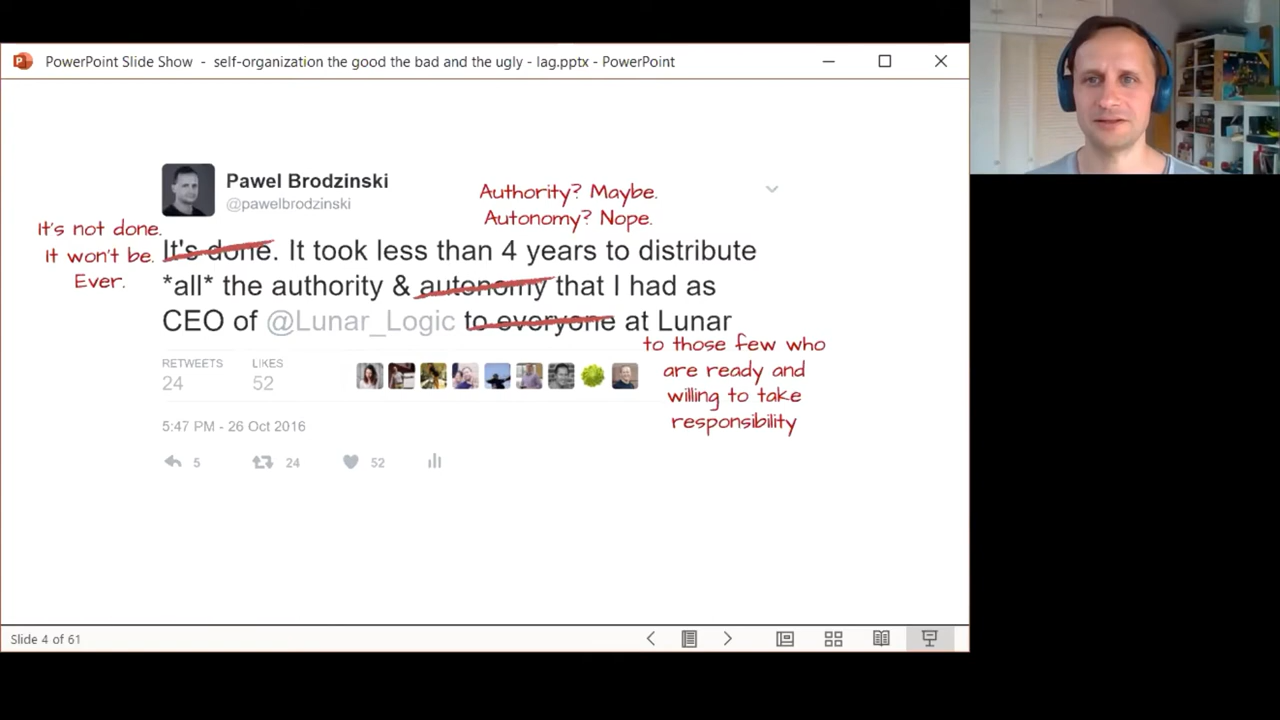 PowerPoint Slide Show - self-organization the good the bad and the ugly - lag.pptx - PowerPoint
Pawel Brodzinski
@pawelbrodzinski
Authority? Maybe.
Autonomy? Nope.
It's not done.
It won't be.
Ever.
It's done. It took less than 4 years to distribute
*all* the authority & autonomy that I had as
CEO of @Lunar_Logic to everyone at Lunar
to those few who
are ready and
willing to take
responsibility
RETWEETS LIKES
24 52
5:47 PM - 26 Oct 2016
5 24 52
Slide 4 of 61